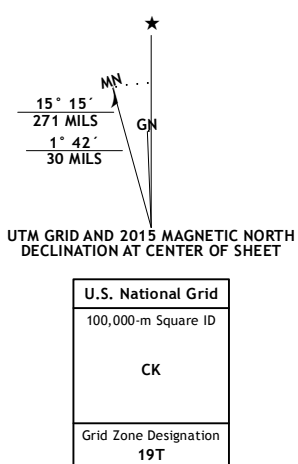 ★
MN
GN
15° 15´
271 MILS
1° 42´
30 MILS
UTM GRID AND 2015 MAGNETIC NORTH
DECLINATION AT CENTER OF SHEET
U.S. National Grid
100,000-m Square ID
CK
Grid Zone Designation
19T